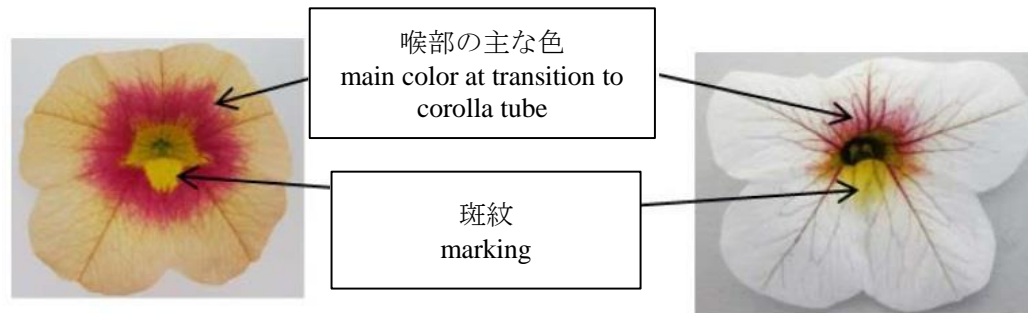 喉部の主な色
main color at transition to
corolla tube
斑紋
marking